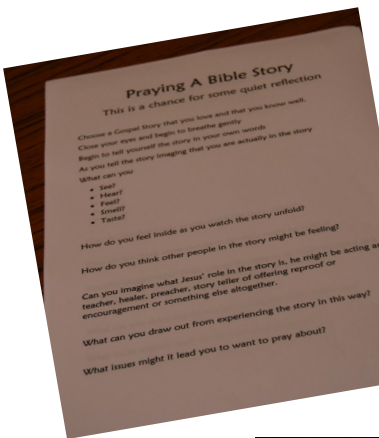 Praying A Bible Story
This is a chance for some quiet reflection
Choose a Gospel Story that you love and that you know well.
Close your eyes and begin to breathe gently
Begin to tell yourself the story in your own words
As you tell the story imaging that you are actually in the story
What can you
• See?
• Hear?
• Feel?
• Smell?
• Taste?
How do you feel inside as you watch the story unfold?
How do you think other people in the story might be feeling?
Can you imagine what Jesus' role in the story is, he might be acting as
teacher, healer, preacher, story teller of offering reproof or
encouragement or something else altogether.
What can you draw out from experiencing the story in this way?
What issues might it lead you to want to pray about?